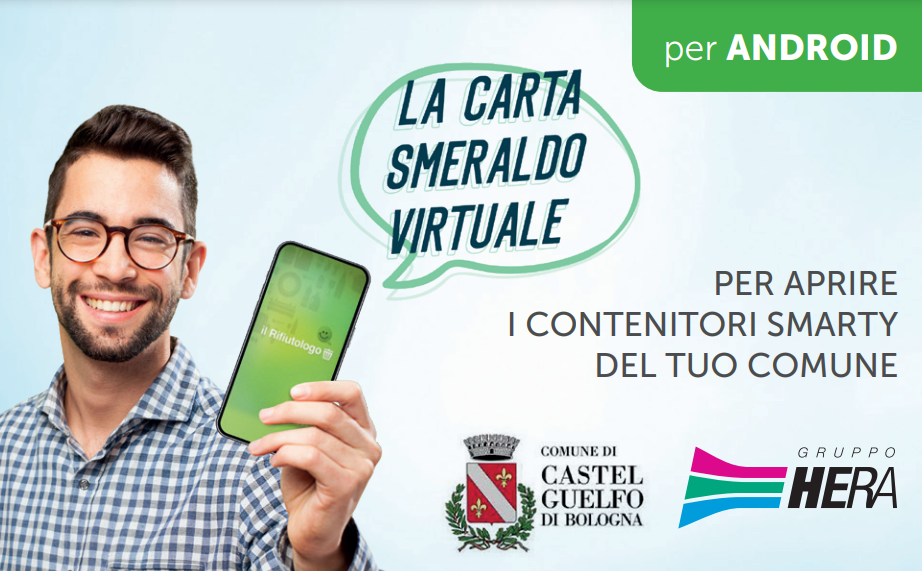 per ANDROID
LA CARTA
SMERALDO
VIRTUALE
il Rifiutologo
PER APRIRE
I CONTENITORI SMARTY
DEL TUO COMUNE
COMUNE DI
CASTEL
GUELFO
DI BOLOGNA
GRUPPO
HERA